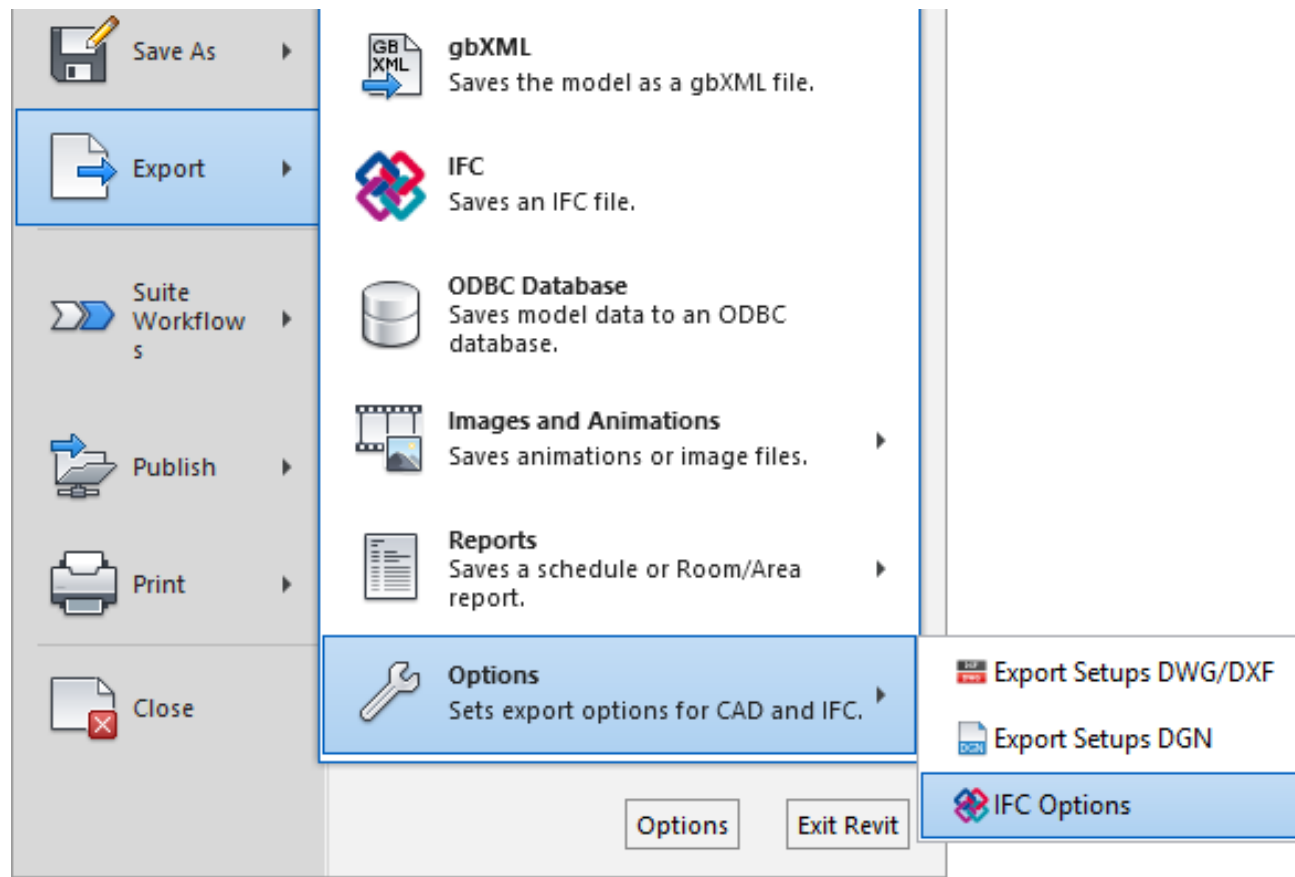 Save As
Export
Suite
Workflow
s
Publish
Print
Close
GB
XML
gbXML
Saves the model as a gbXML file.
IFC
Saves an IFC file.
ODBC Database
Saves model data to an ODBC
database.
Images and Animations
Saves animations or image files.
Reports
Saves a schedule or Room/Area
report.
Options
Sets export options for CAD and IFC.
Export Setups DWG/DXF
DGN
Export Setups DGN
IFC Options
Options
Exit Revit